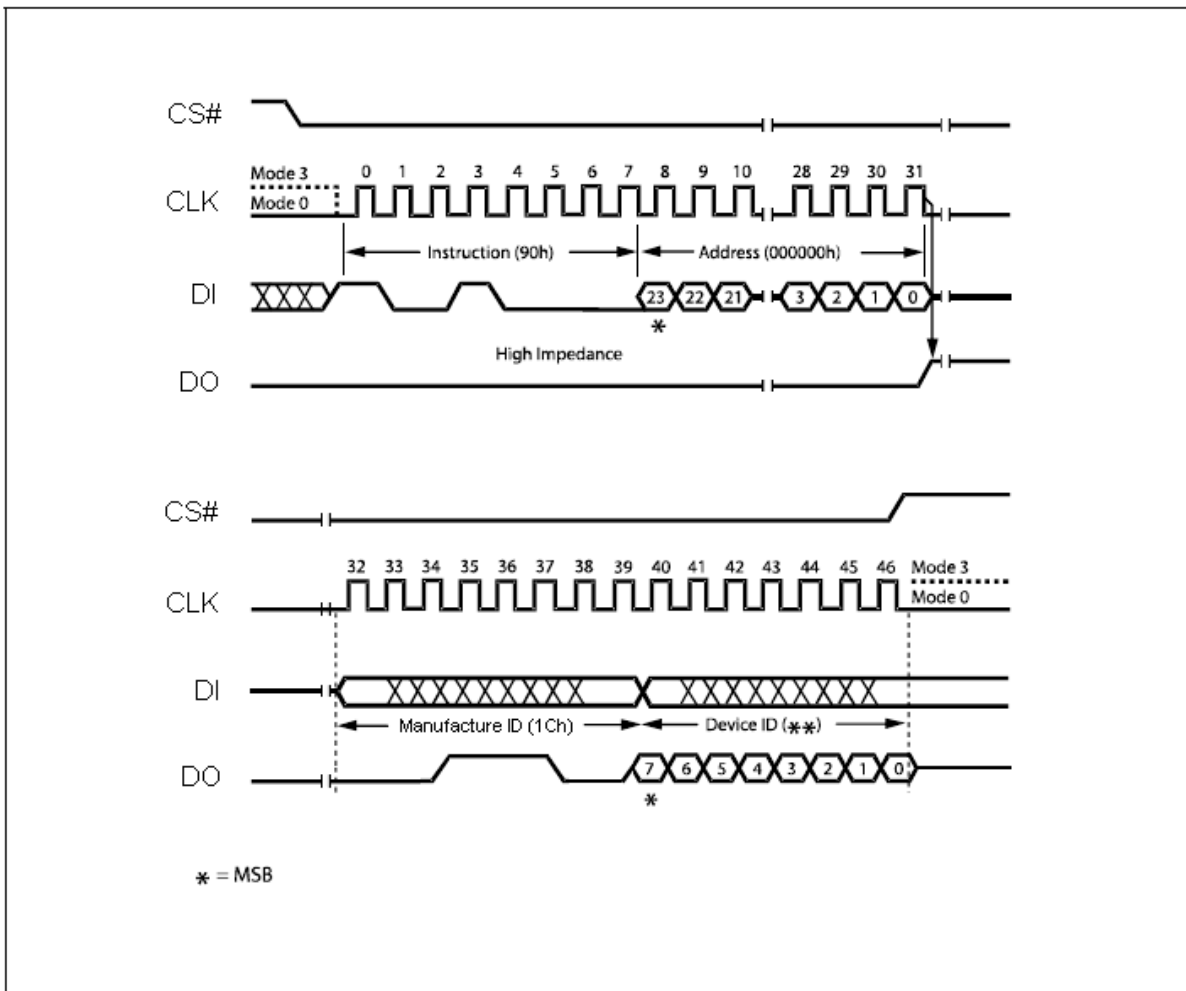 CS#
Mode 3
0 1 2 3 4 5 6 7 8 9 10 28 29 30 31
CLK
Mode 0
Instruction (90h) Address (000000h)
DI
23 22 21 3 2 1 0
*
High Impedance
DO
CS#
32 33 34 35 36 37 38 39 40 41 42 43 44 45 46 Mode 3
CLK
Mode 0
DI
Manufacture ID (1Ch) Device ID (**)
DO
7 6 5 4 3 2 1 0
*
* = MSB